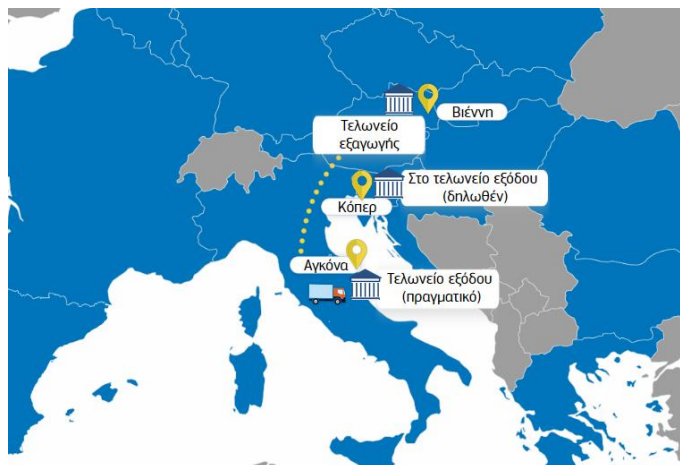 Βιέννη
Τελωνείο
εξαγωγής
Στο τελωνείο εξόδου
(δηλωθέν)
Κόπερ
Αγκόνα
Τελωνείο εξόδου
(πραγματικό)